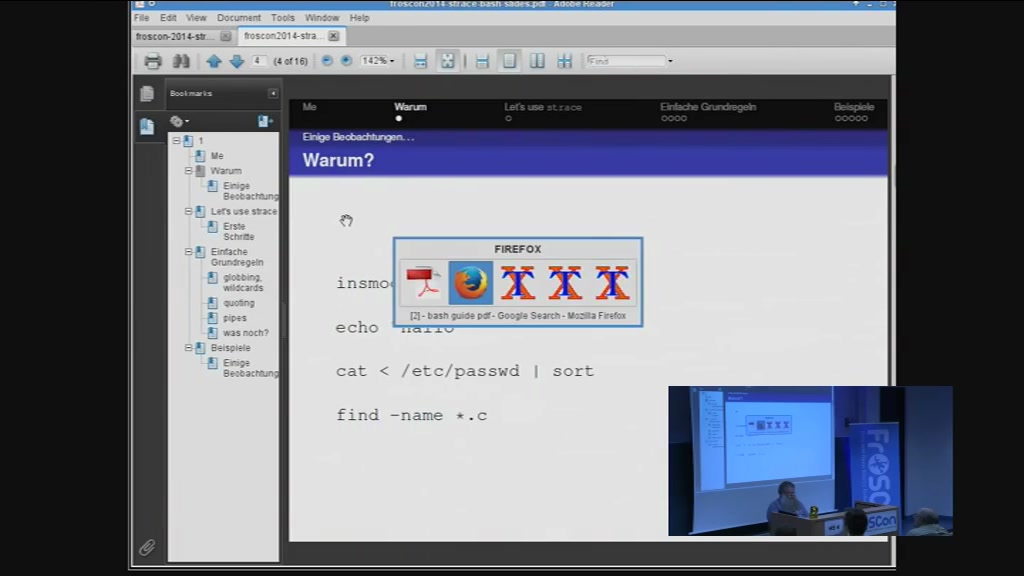 froscon2014-strace-bash-slides.pdf - Adobe Reader
File Edit View Document Tools Window Help
froscon-2014-str...
froscon2014-stra...
4 (4 of 16) 142% Find
Bookmarks
1
Me
Warum
Einige
Beobachtung
Let's use strace
Erste
Schritte
Einfache
Grundregeln
globbing,
wildcards
quoting
pipes
was noch?
Beispiele
Einige
Beobachtung
Me Warum Let's use strace Einfache Grundregeln Beispiele
Einige Beobachtungen...
Warum?
insmo
FIREFOX
[2] - bash guide pdf - Google Search - Mozilla Firefox
echo
cat < /etc/passwd | sort
find -name *.c
FroSC
SCon